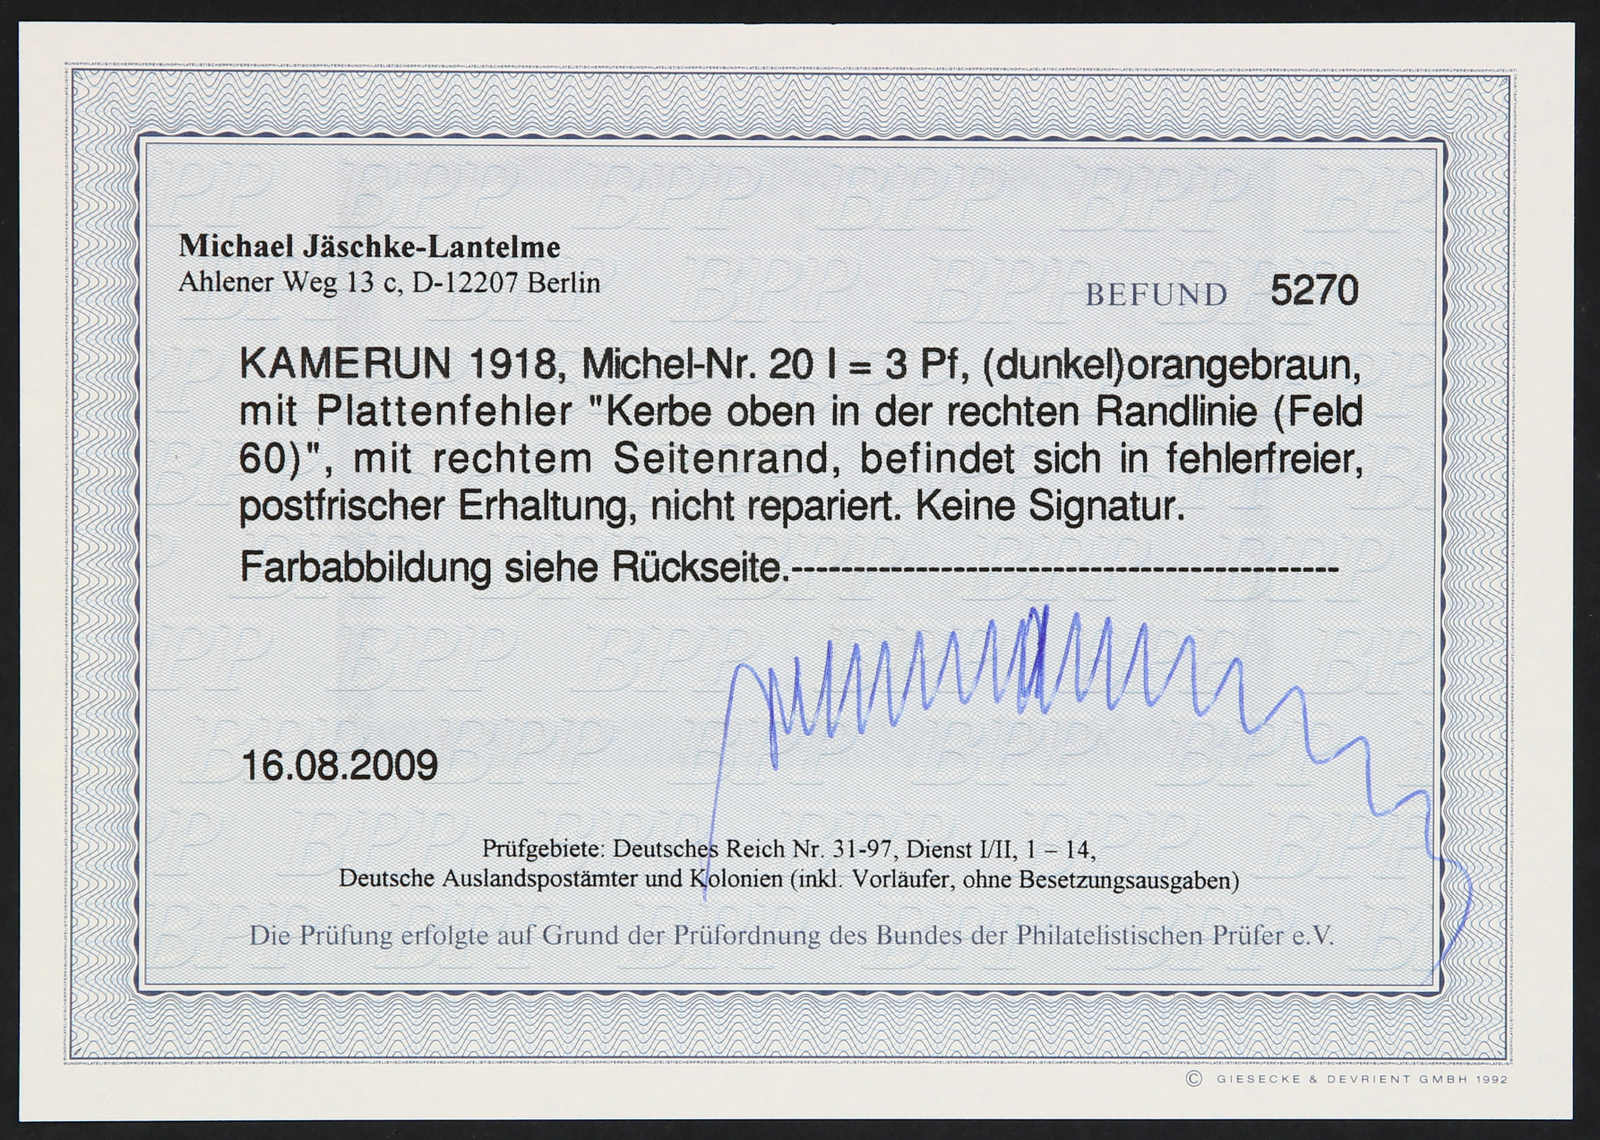 Michael Jäschke-Lantelme
Ahlener Weg 13 c, D-12207 Berlin
BEFUND 5270
KAMERUN 1918, Michel-Nr. 20 I = 3 Pf, (dunkel)orangebraun,
mit Plattenfehler "Kerbe oben in der rechten Randlinie (Feld
60)", mit rechtem Seitenrand, befindet sich in fehlerfreier,
postfrischer Erhaltung, nicht repariert. Keine Signatur.
Farbabbildung siehe Rückseite.--------------------------------------------
16.08.2009
Prüfgebiete: Deutsches Reich Nr. 31-97, Dienst I/II, 1 – 14,
Deutsche Auslandspostämter und Kolonien (inkl. Vorläufer, ohne Besetzungsausgaben)
Die Prüfung erfolgte auf Grund der Prüfordnung des Bundes der Philatelistischen Prüfer e.V.
© GIESECKE & DEVRIENT GMBH 1992